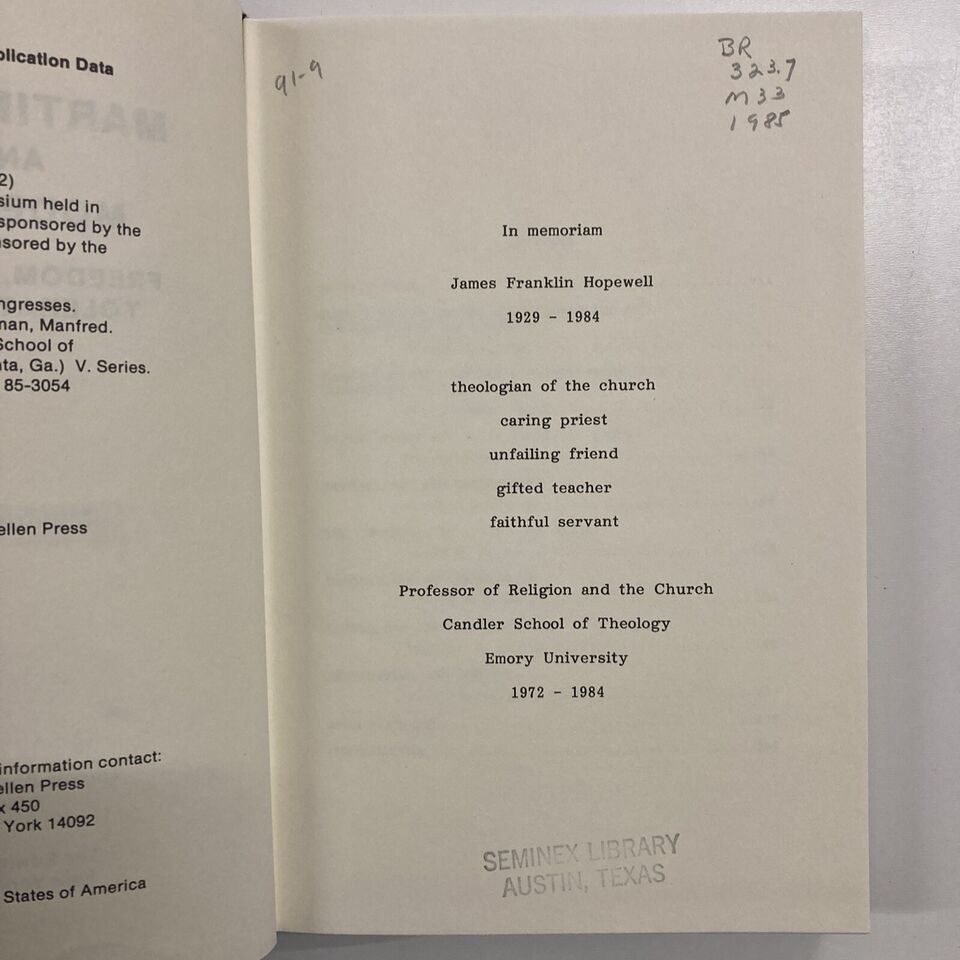 blication Data
2)
sium held in
sponsored by the
sored by the
ngresses.
man, Manfred.
School of
nta, Ga.) V. Series.
85-3054
ellen Press
information contact:
ellen Press
x 450
York 14092
States of America
91-9
BR
323.7
M33
1985
In memoriam
James Franklin Hopewell
1929 - 1984
theologian of the church
caring priest
unfailing friend
gifted teacher
faithful servant
Professor of Religion and the Church
Candler School of Theology
Emory University
1972 - 1984
SEMINEX LIBRARY
AUSTIN, TEXAS